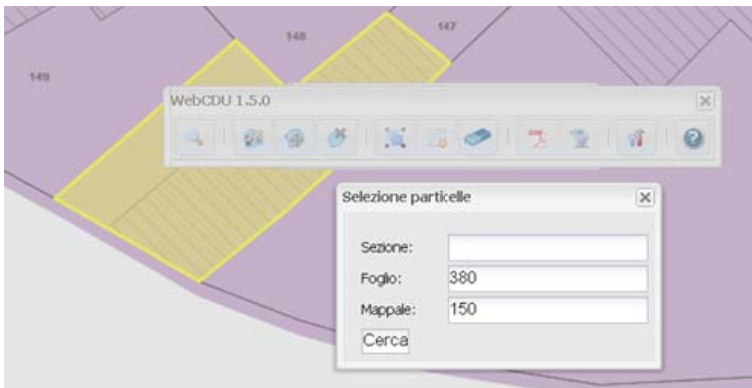 147
148
149
WebCDU 1.5.0
Selezione particelle
Sezione:
Foglio: 380
Mappale: 150
Cerca